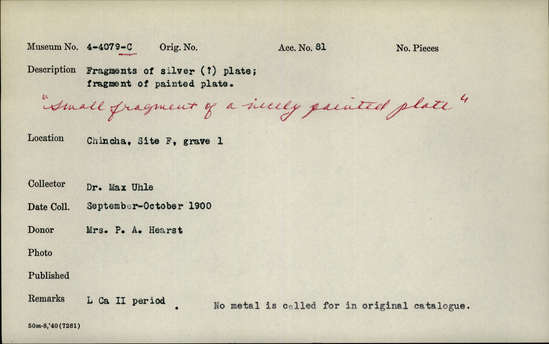 Museum No. 4-4079-C Orig. No. Acc. No. 81 No. Pieces
Description Fragments of silver (?) plate;
fragment of painted plate.
"small fragment of a nicely painted plate"
Location Chincha, Site F, grave 1
Collector Dr. Max Uhle
Date Coll. September-October 1900
Donor Mrs. P. A. Hearst
Photo
Published
Remarks L Ca II period . No metal is called for in original catalogue.
50m-8,'40(7261)